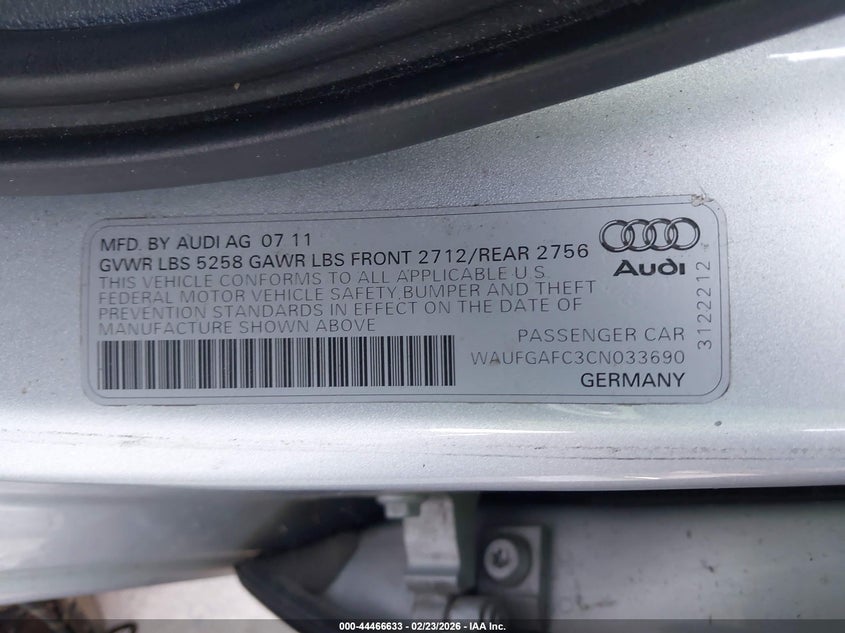 MFD. BY AUDI AG 07 11
GVWR LBS 5258 GAWR LBS FRONT 2712/REAR 2756
THIS VEHICLE CONFORMS TO ALL APPLICABLE U.S.
FEDERAL MOTOR VEHICLE SAFETY, BUMPER AND THEFT
PREVENTION STANDARDS IN EFFECT ON THE DATE OF
MANUFACTURE SHOWN ABOVE
Audi
PASSENGER CAR
WAUFGAFC3CN033690
GERMANY
3122212
000-44466633 - 02/23/2026 - IAA Inc.